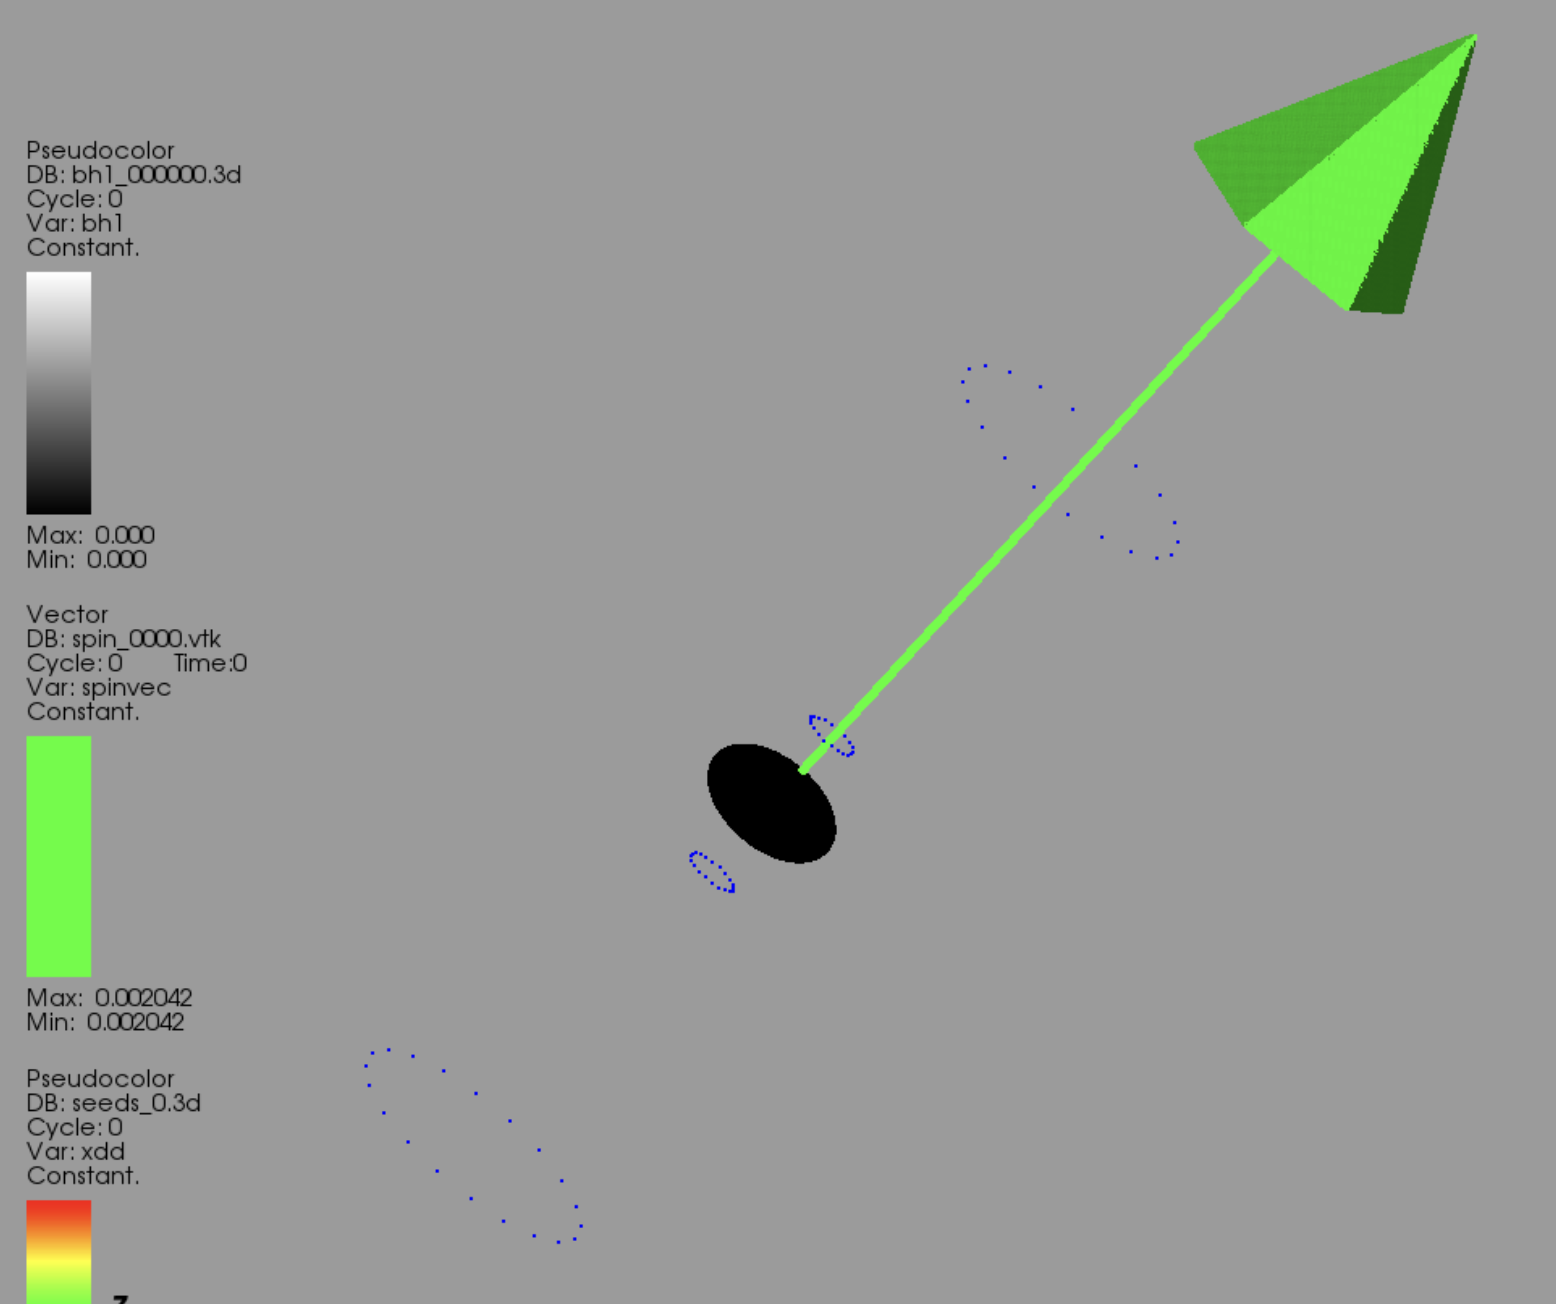 Pseudocolor
DB: bh1_000000.3d
Cycle: 0
Var: bh1
Constant.
Max: 0.000
Min: 0.000
Vector
DB: spin_0000.vtk
Cycle: 0 Time:0
Var: spinvec
Constant.
Max: 0.002042
Min: 0.002042
Pseudocolor
DB: seeds_0.3d
Cycle: 0
Var: xdd
Constant.